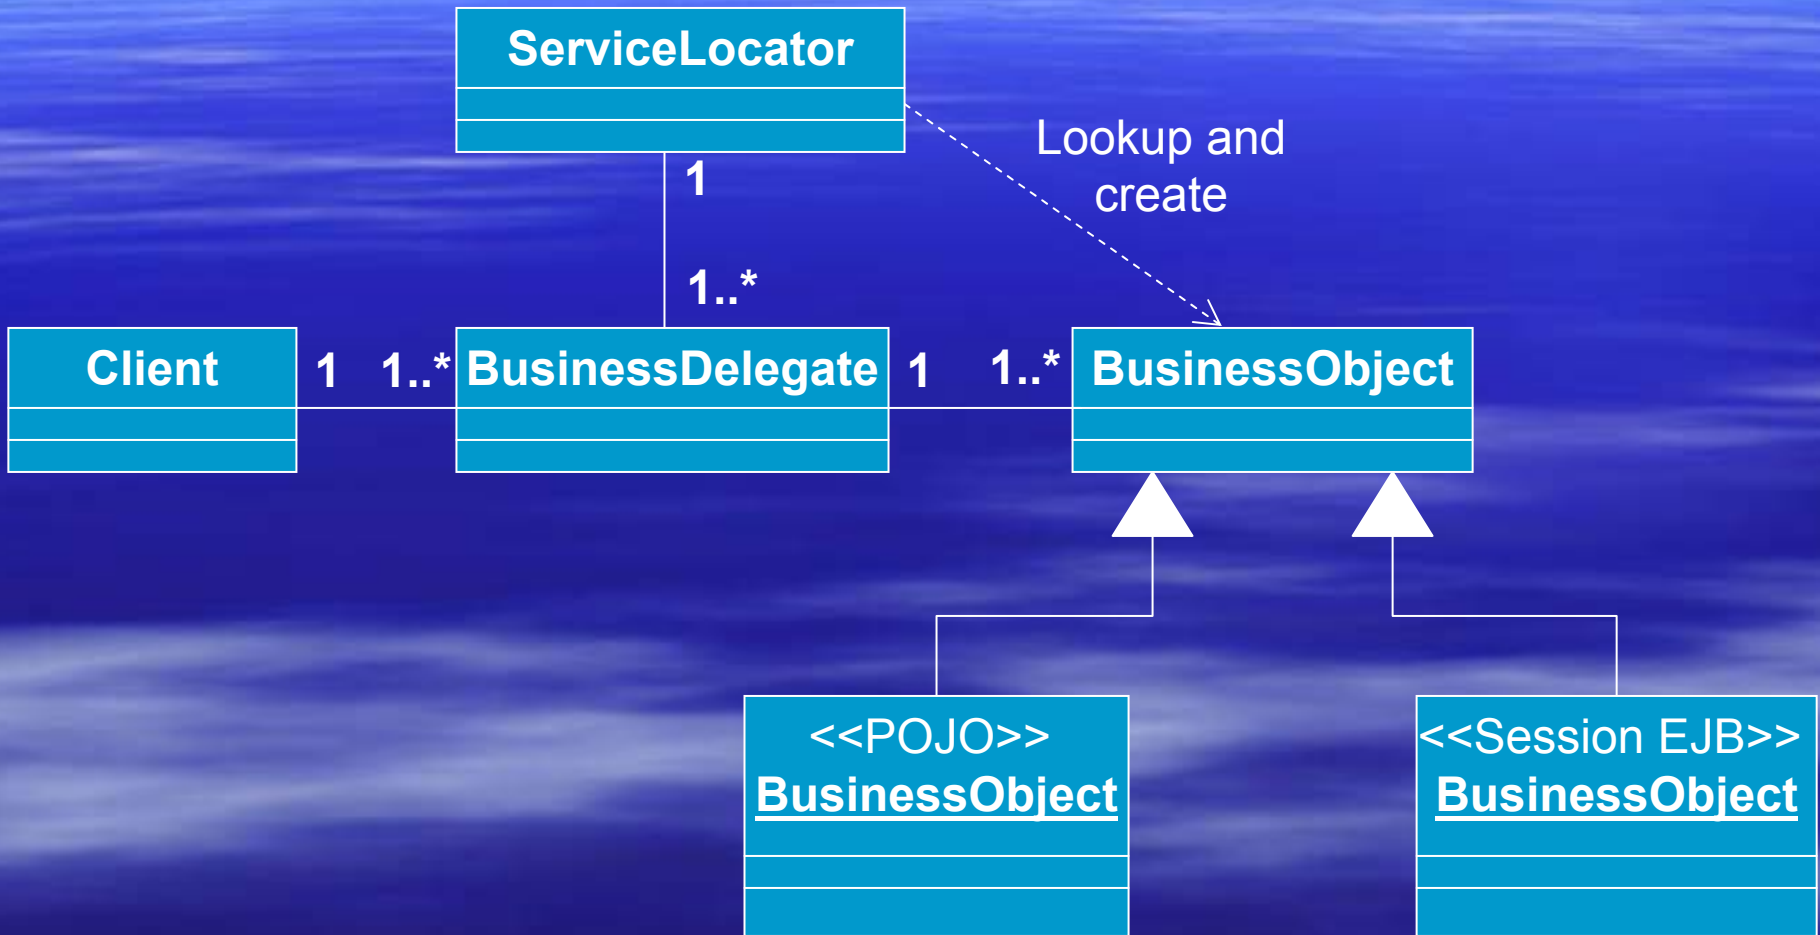 ServiceLocator
Lookup and
create
1
1..*
Client
1
1..*
BusinessDelegate
1
1..*
BusinessObject
<<POJO>>
BusinessObject
<<Session EJB>>
BusinessObject